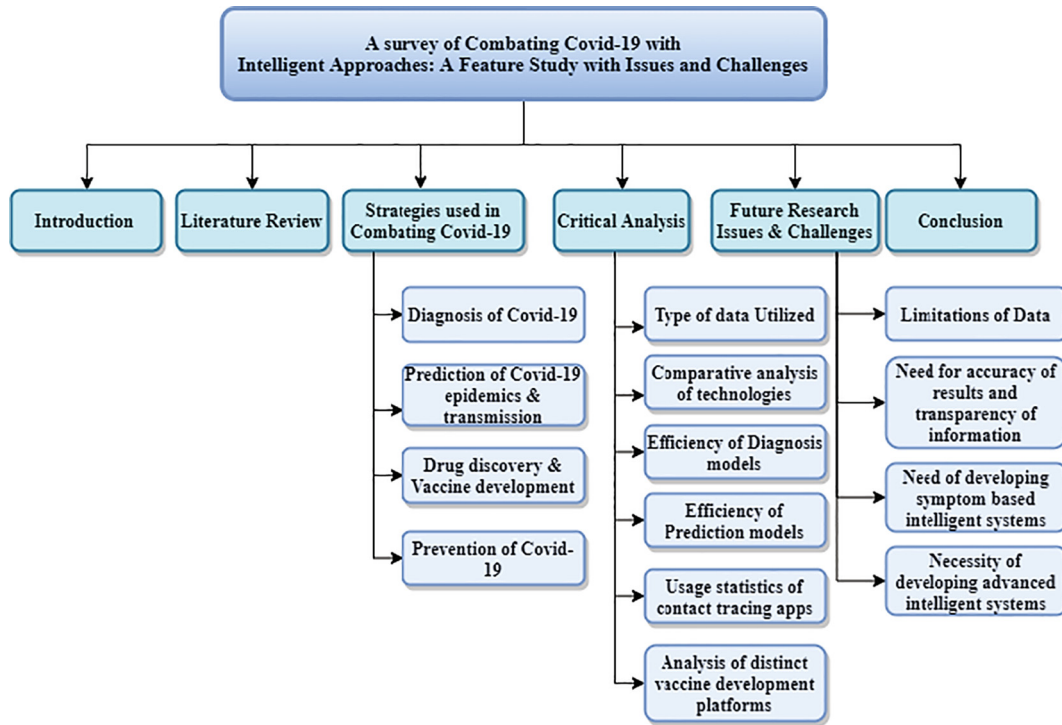 A survey of Combating Covid-19 with
Intelligent Approaches: A Feature Study with Issues and Challenges
Introduction
Literature Review
Strategies used in
Combating Covid-19
Critical Analysis
Future Research
Issues & Challenges
Conclusion
Diagnosis of Covid-19
Prediction of Covid-19
epidemics &
transmission
Drug discovery &
Vaccine development
Prevention of Covid-
19
Type of data Utilized
Comparative analysis
of technologies
Efficiency of Diagnosis
models
Efficiency of
Prediction models
Usage statistics of
contact tracing apps
Analysis of distinct
vaccine development
platforms
Limitations of Data
Need for accuracy of
results and
transparency of
information
Need of developing
symptom based
intelligent systems
Necessity of
developing advanced
intelligent systems